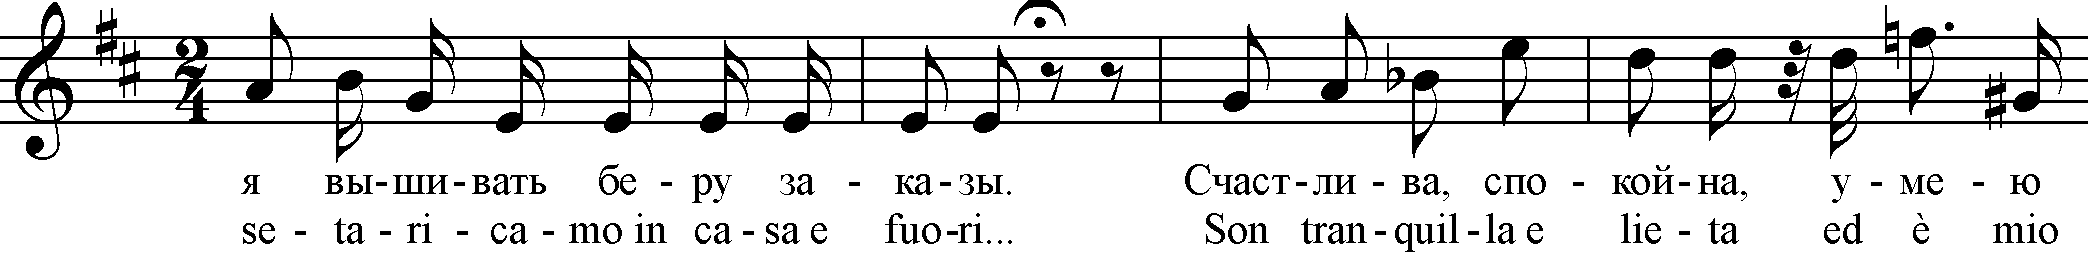 я вы-ши-вать бе - ру за - ка-зы. Счаст-ли - ва, спо - кой-на, у - ме - ю
se - ta - ri - ca - mo in ca - sa e fuo-ri... Son tran-quil-la e lie - ta ed è mio